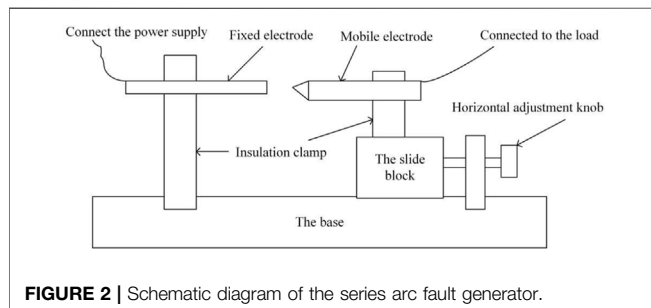 Connect the power supply
Fixed electrode
Mobile electrode
Connected to the load
Horizontal adjustment knob
Insulation clamp
The slide
block
The base
FIGURE 2 | Schematic diagram of the series arc fault generator.